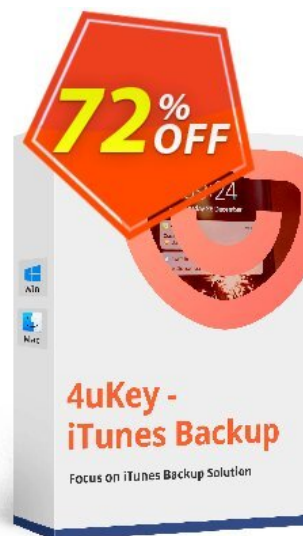 72% OFF
24
Win
Mac
4uKey -
iTunes Backup
Focus on iTunes Backup Solution